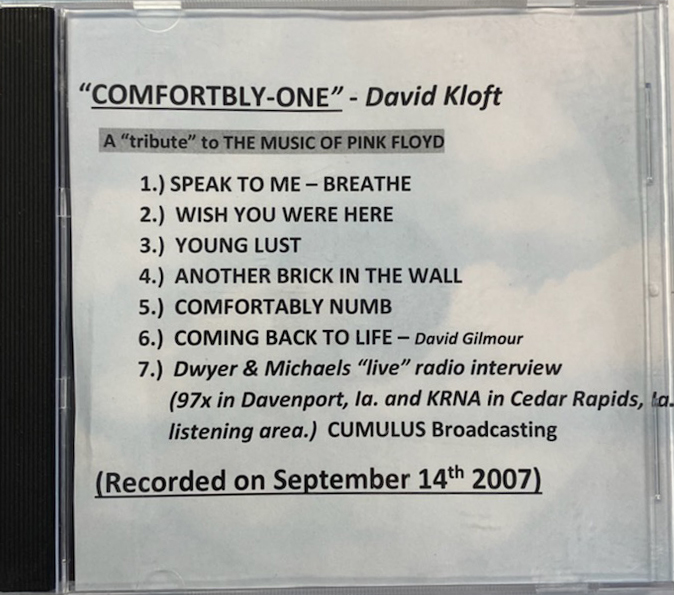 “COMFORTBLY-ONE” - David Kloft
A “tribute” to THE MUSIC OF PINK FLOYD
1.) SPEAK TO ME – BREATHE
2.) WISH YOU WERE HERE
3.) YOUNG LUST
4.) ANOTHER BRICK IN THE WALL
5.) COMFORTABLY NUMB
6.) COMING BACK TO LIFE – David Gilmour
7.) Dwyer & Michaels “live” radio interview
(97x in Davenport, Ia. and KRNA in Cedar Rapids, Ia.
listening area.) CUMULUS Broadcasting
(Recorded on September 14th 2007)